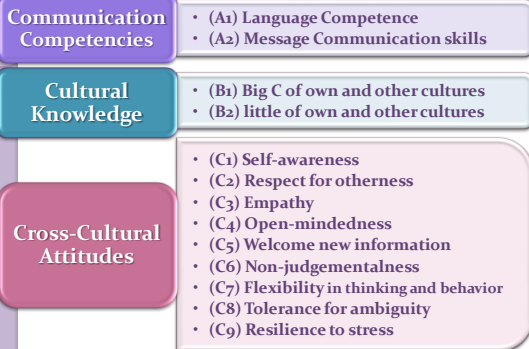 Communication
Competencies
• (A1) Language Competence
• (A2) Message Communication skills
Cultural
Knowledge
• (B1) Big C of own and other cultures
• (B2) little of own and other cultures
Cross-Cultural
Attitudes
• (C1) Self-awareness
• (C2) Respect for otherness
• (C3) Empathy
• (C4) Open-mindedness
• (C5) Welcome new information
• (C6) Non-judgementalness
• (C7) Flexibility in thinking and behavior
• (C8) Tolerance for ambiguity
• (C9) Resilience to stress